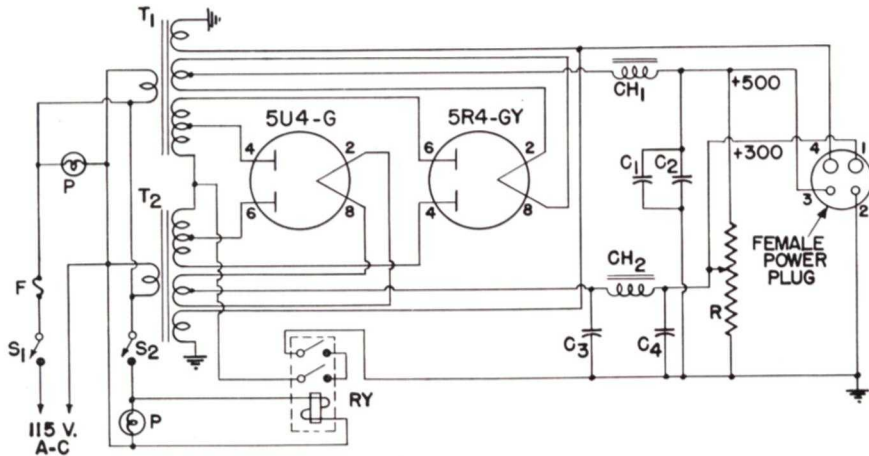 T1
5U4-G
5R4-GY
CH1
+500
4
2
6
2
4
1
P
+300
C1
C2
T2
6
8
4
8
3
2
FEMALE
POWER
PLUG
F
CH2
R
S1
S2
C3
C4
RY
P
115 V.
A-C